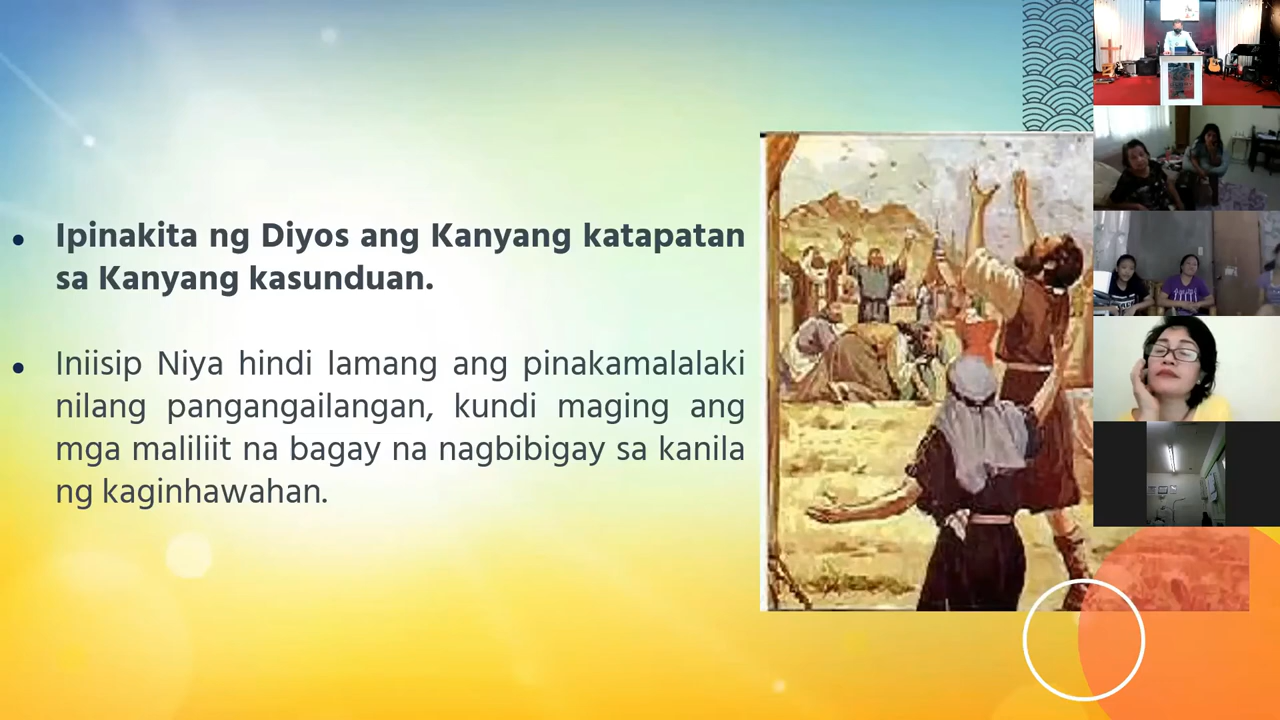 Ipinakita ng Diyos ang Kanyang katapatan
sa Kanyang kasunduan.
Iniisip Niya hindi lamang ang pinakamalalaki
nilang pangangailangan, kundi maging ang
mga maliliit na bagay na nagbibigay sa kanila
ng kaginhawahan.